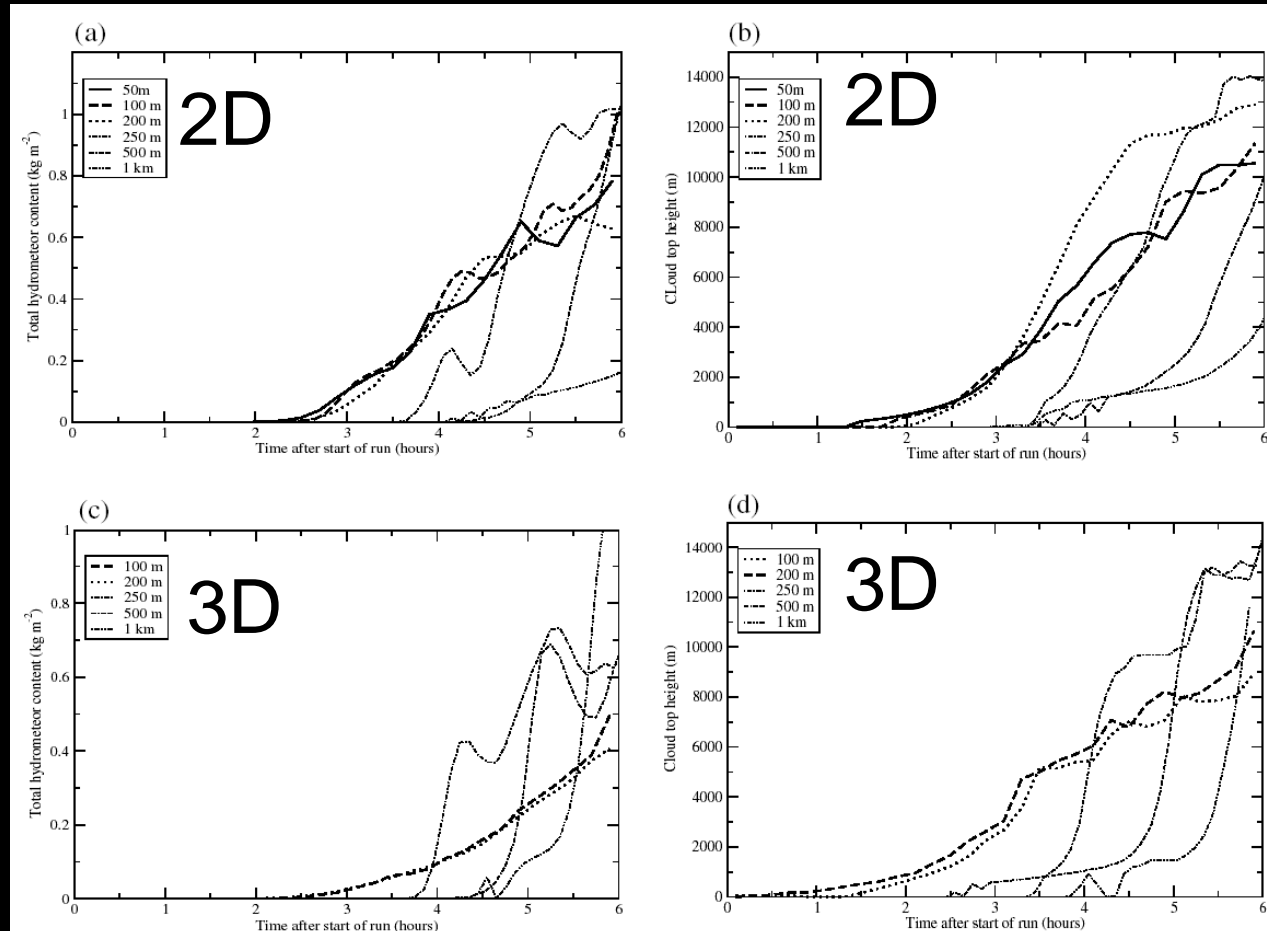 (a)
2D
50m
100 m
200 m
250 m
500 m
1 km
Total hydrometeor content (kg m-2)
1
0.8
0.6
0.4
0.2
0
0 1 2 3 4 5 6
Time after start of run (hours)
(b)
2D
50m
100 m
200 m
250 m
500 m
1 km
CLoud top height (m)
14000
12000
10000
8000
6000
4000
2000
0
0 1 2 3 4 5 6
Time after start of run (hours)
(c)
3D
100 m
200 m
250 m
500 m
1 km
Total hydrometeor content (kg m-2)
1
0.8
0.6
0.4
0.2
0
0 1 2 3 4 5 6
Time after start of run (hours)
(d)
3D
100 m
200 m
250 m
500 m
1 km
Cloud top height (m)
14000
12000
10000
8000
6000
4000
2000
0
0 1 2 3 4 5 6
Time after start of run (hours)